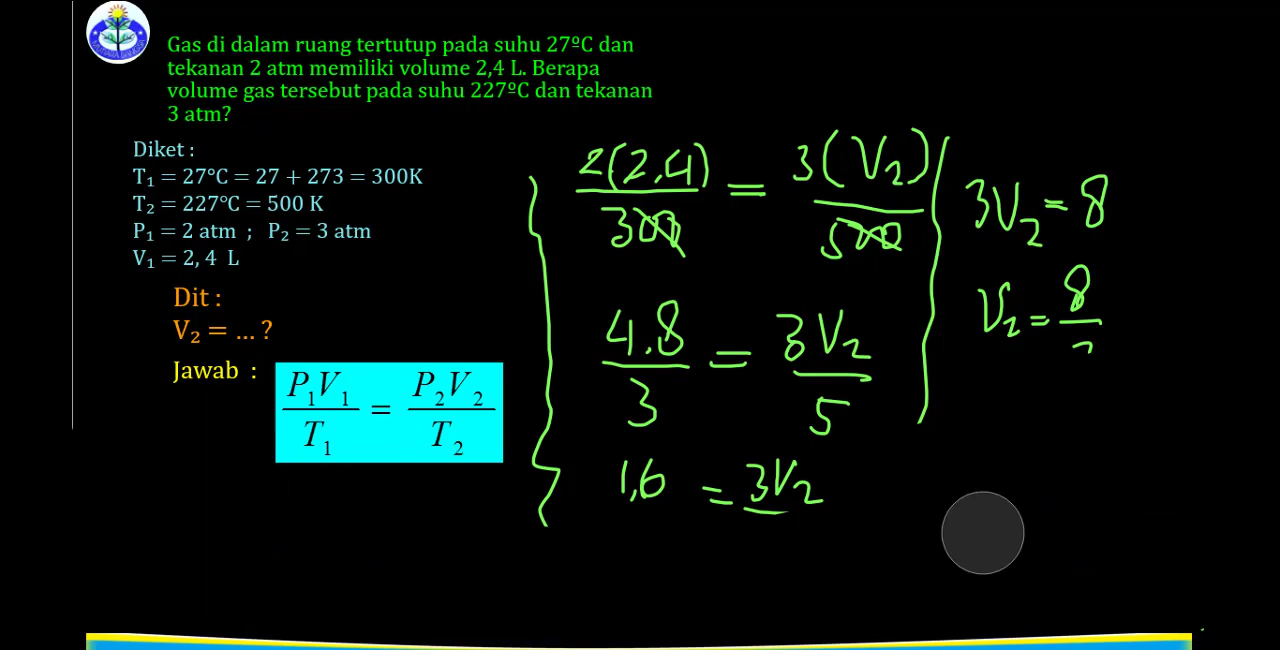 Gas di dalam ruang tertutup pada suhu 27ºC dan
tekanan 2 atm memiliki volume 2,4 L. Berapa
volume gas tersebut pada suhu 227ºC dan tekanan
3 atm?
Diket :
T₁ = 27°C = 27 + 273 = 300K
T₂ = 227°C = 500 K
P₁ = 2 atm ; P₂ = 3 atm
V₁ = 2, 4 L
Dit :
V₂ = ... ?
Jawab :
P₁V₁/T₁ = P₂V₂/T₂
2(2,4)/300 = 3(V₂)/500
4.8/3 = 3V₂/5
1,6 = 3V₂
3V₂ = 8
V₂ = 8/